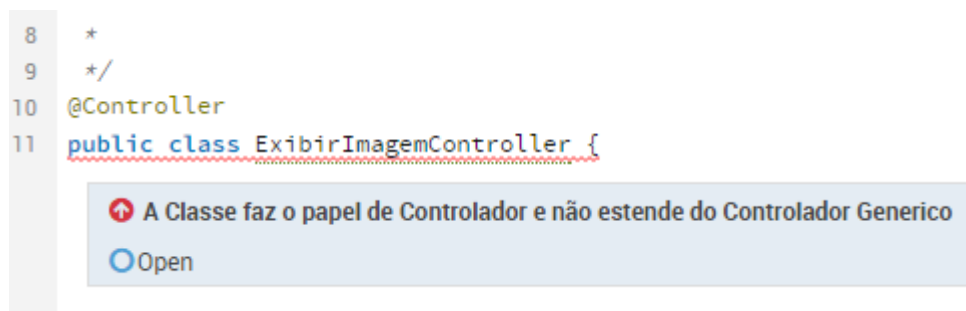 8 *
9 */
10 @Controller
11 public class ExibirImagemController {
A Classe faz o papel de Controlador e não estende do Controlador Generico
Open